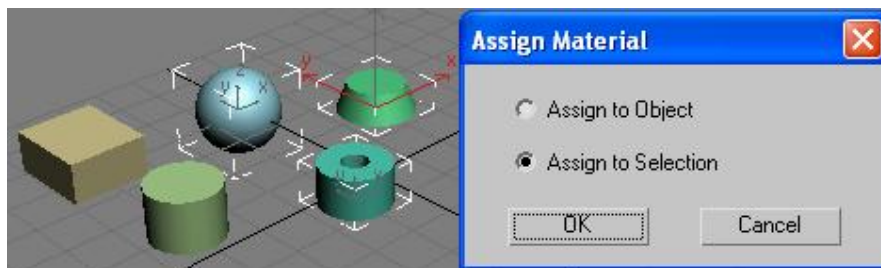 Assign Material
Assign to Object
Assign to Selection
OK
Cancel
z
y
x
y
x